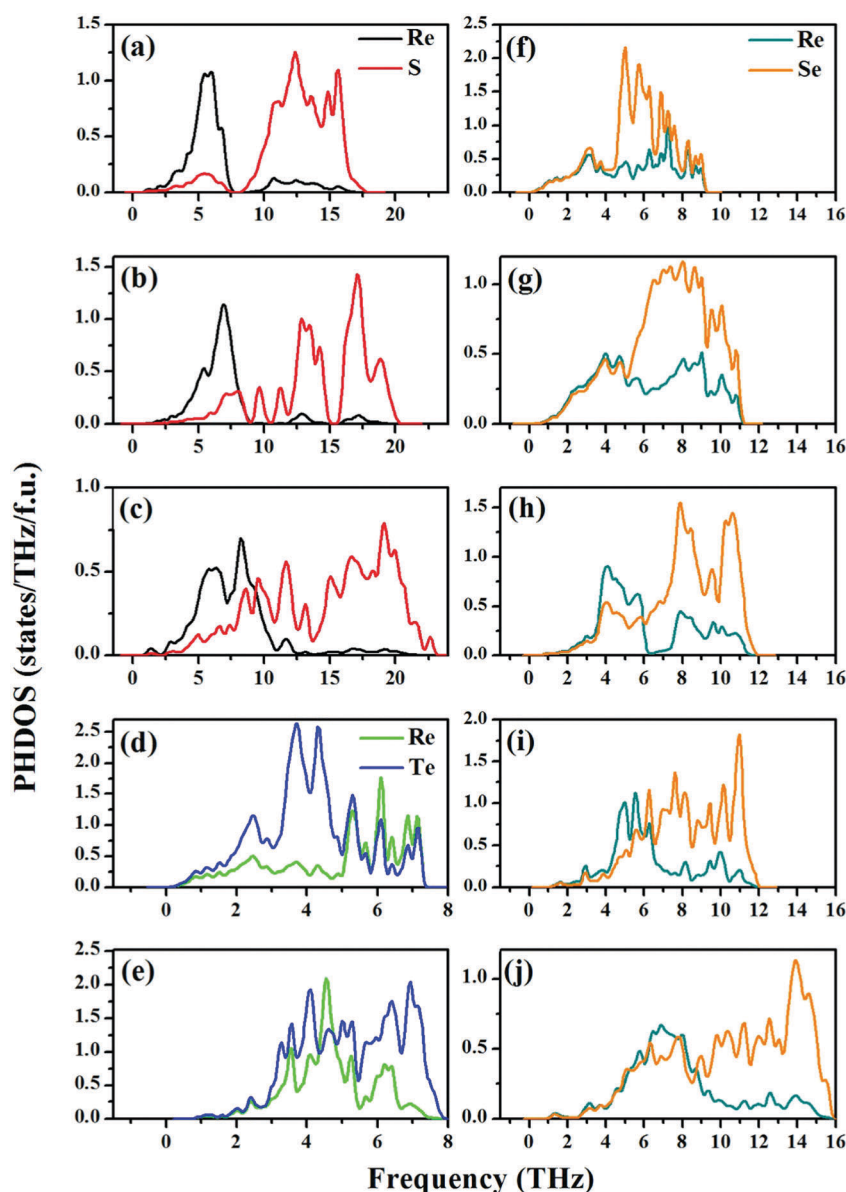 PHDOS (states/THz/f.u.)
(a)
Re
S
1.5
1.0
0.5
0.0
0 5 10 15 20
(f)
Re
Se
2.5
2.0
1.5
1.0
0.5
0.0
0 2 4 6 8 10 12 14 16
(b)
1.5
1.0
0.5
0.0
0 5 10 15 20
(g)
1.0
0.5
0.0
0 2 4 6 8 10 12 14 16
(c)
1.0
0.5
0.0
0 5 10 15 20
(h)
1.5
1.0
0.5
0.0
0 2 4 6 8 10 12 14 16
(d)
Re
Te
2.5
2.0
1.5
1.0
0.5
0.0
0 2 4 6 8
(i)
2.0
1.5
1.0
0.5
0.0
0 2 4 6 8 10 12 14 16
(e)
2.5
2.0
1.5
1.0
0.5
0.0
0 2 4 6 8
(j)
1.0
0.5
0.0
0 2 4 6 8 10 12 14 16
Frequency (THz)